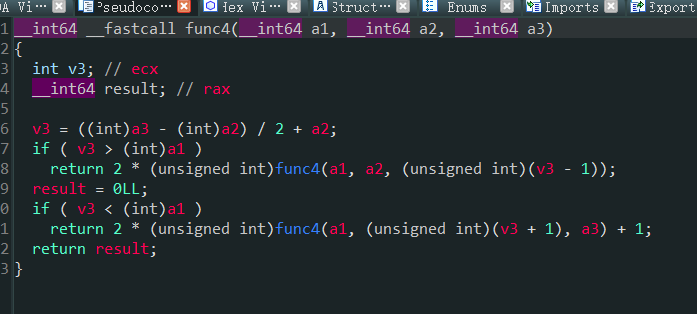 DA Vi··· Pseudoco··· Hex Vi··· Struct··· Enums Imports Export
1 __int64 __fastcall func4(__int64 a1, __int64 a2, __int64 a3)
2 {
3 int v3; // ecx
4 __int64 result; // rax
5
6 v3 = ((int)a3 - (int)a2) / 2 + a2;
7 if ( v3 > (int)a1 )
8 return 2 * (unsigned int)func4(a1, a2, (unsigned int)(v3 - 1));
9 result = 0LL;
0 if ( v3 < (int)a1 )
1 return 2 * (unsigned int)func4(a1, (unsigned int)(v3 + 1), a3) + 1;
2 return result;
3 }